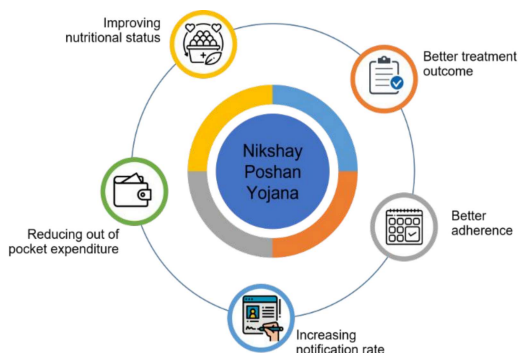 Improving
nutritional status
Better treatment
outcome
Nikshay
Poshan
Yojana
Better
adherence
Reducing out of
pocket expenditure
Increasing
notification rate